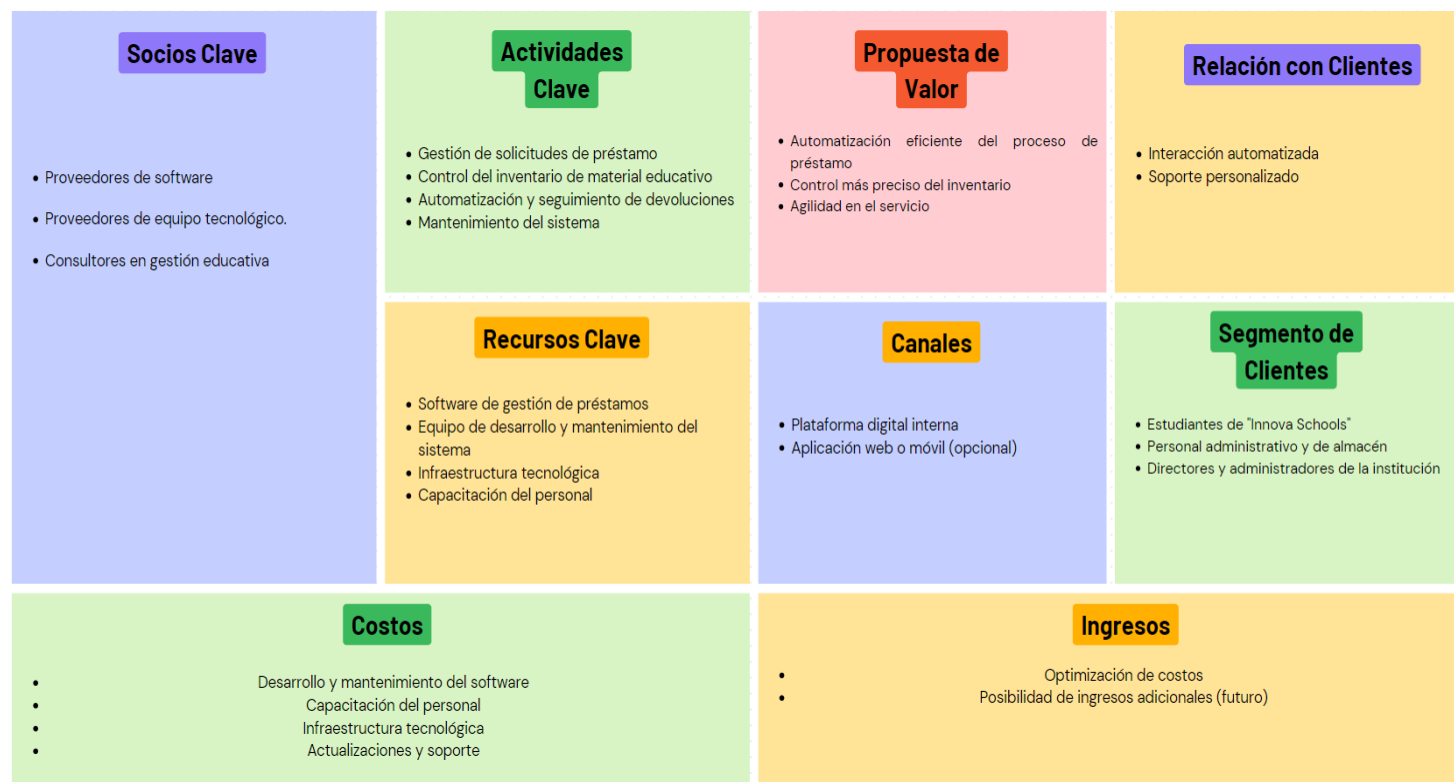 Socios Clave
• Proveedores de software
• Proveedores de equipo tecnológico.
• Consultores en gestión educativa
Actividades
Clave
• Gestión de solicitudes de préstamo
• Control del inventario de material educativo
• Automatización y seguimiento de devoluciones
• Mantenimiento del sistema
Propuesta de
Valor
• Automatización eficiente del proceso de
préstamo
• Control más preciso del inventario
• Agilidad en el servicio
Relación con Clientes
• Interacción automatizada
• Soporte personalizado
Recursos Clave
• Software de gestión de préstamos
• Equipo de desarrollo y mantenimiento del
sistema
• Infraestructura tecnológica
• Capacitación del personal
Canales
• Plataforma digital interna
• Aplicación web o móvil (opcional)
Segmento de
Clientes
• Estudiantes de "Innova Schools"
• Personal administrativo y de almacén
• Directores y administradores de la institución
Costos
• Desarrollo y mantenimiento del software
• Capacitación del personal
• Infraestructura tecnológica
• Actualizaciones y soporte
Ingresos
• Optimización de costos
• Posibilidad de ingresos adicionales (futuro)